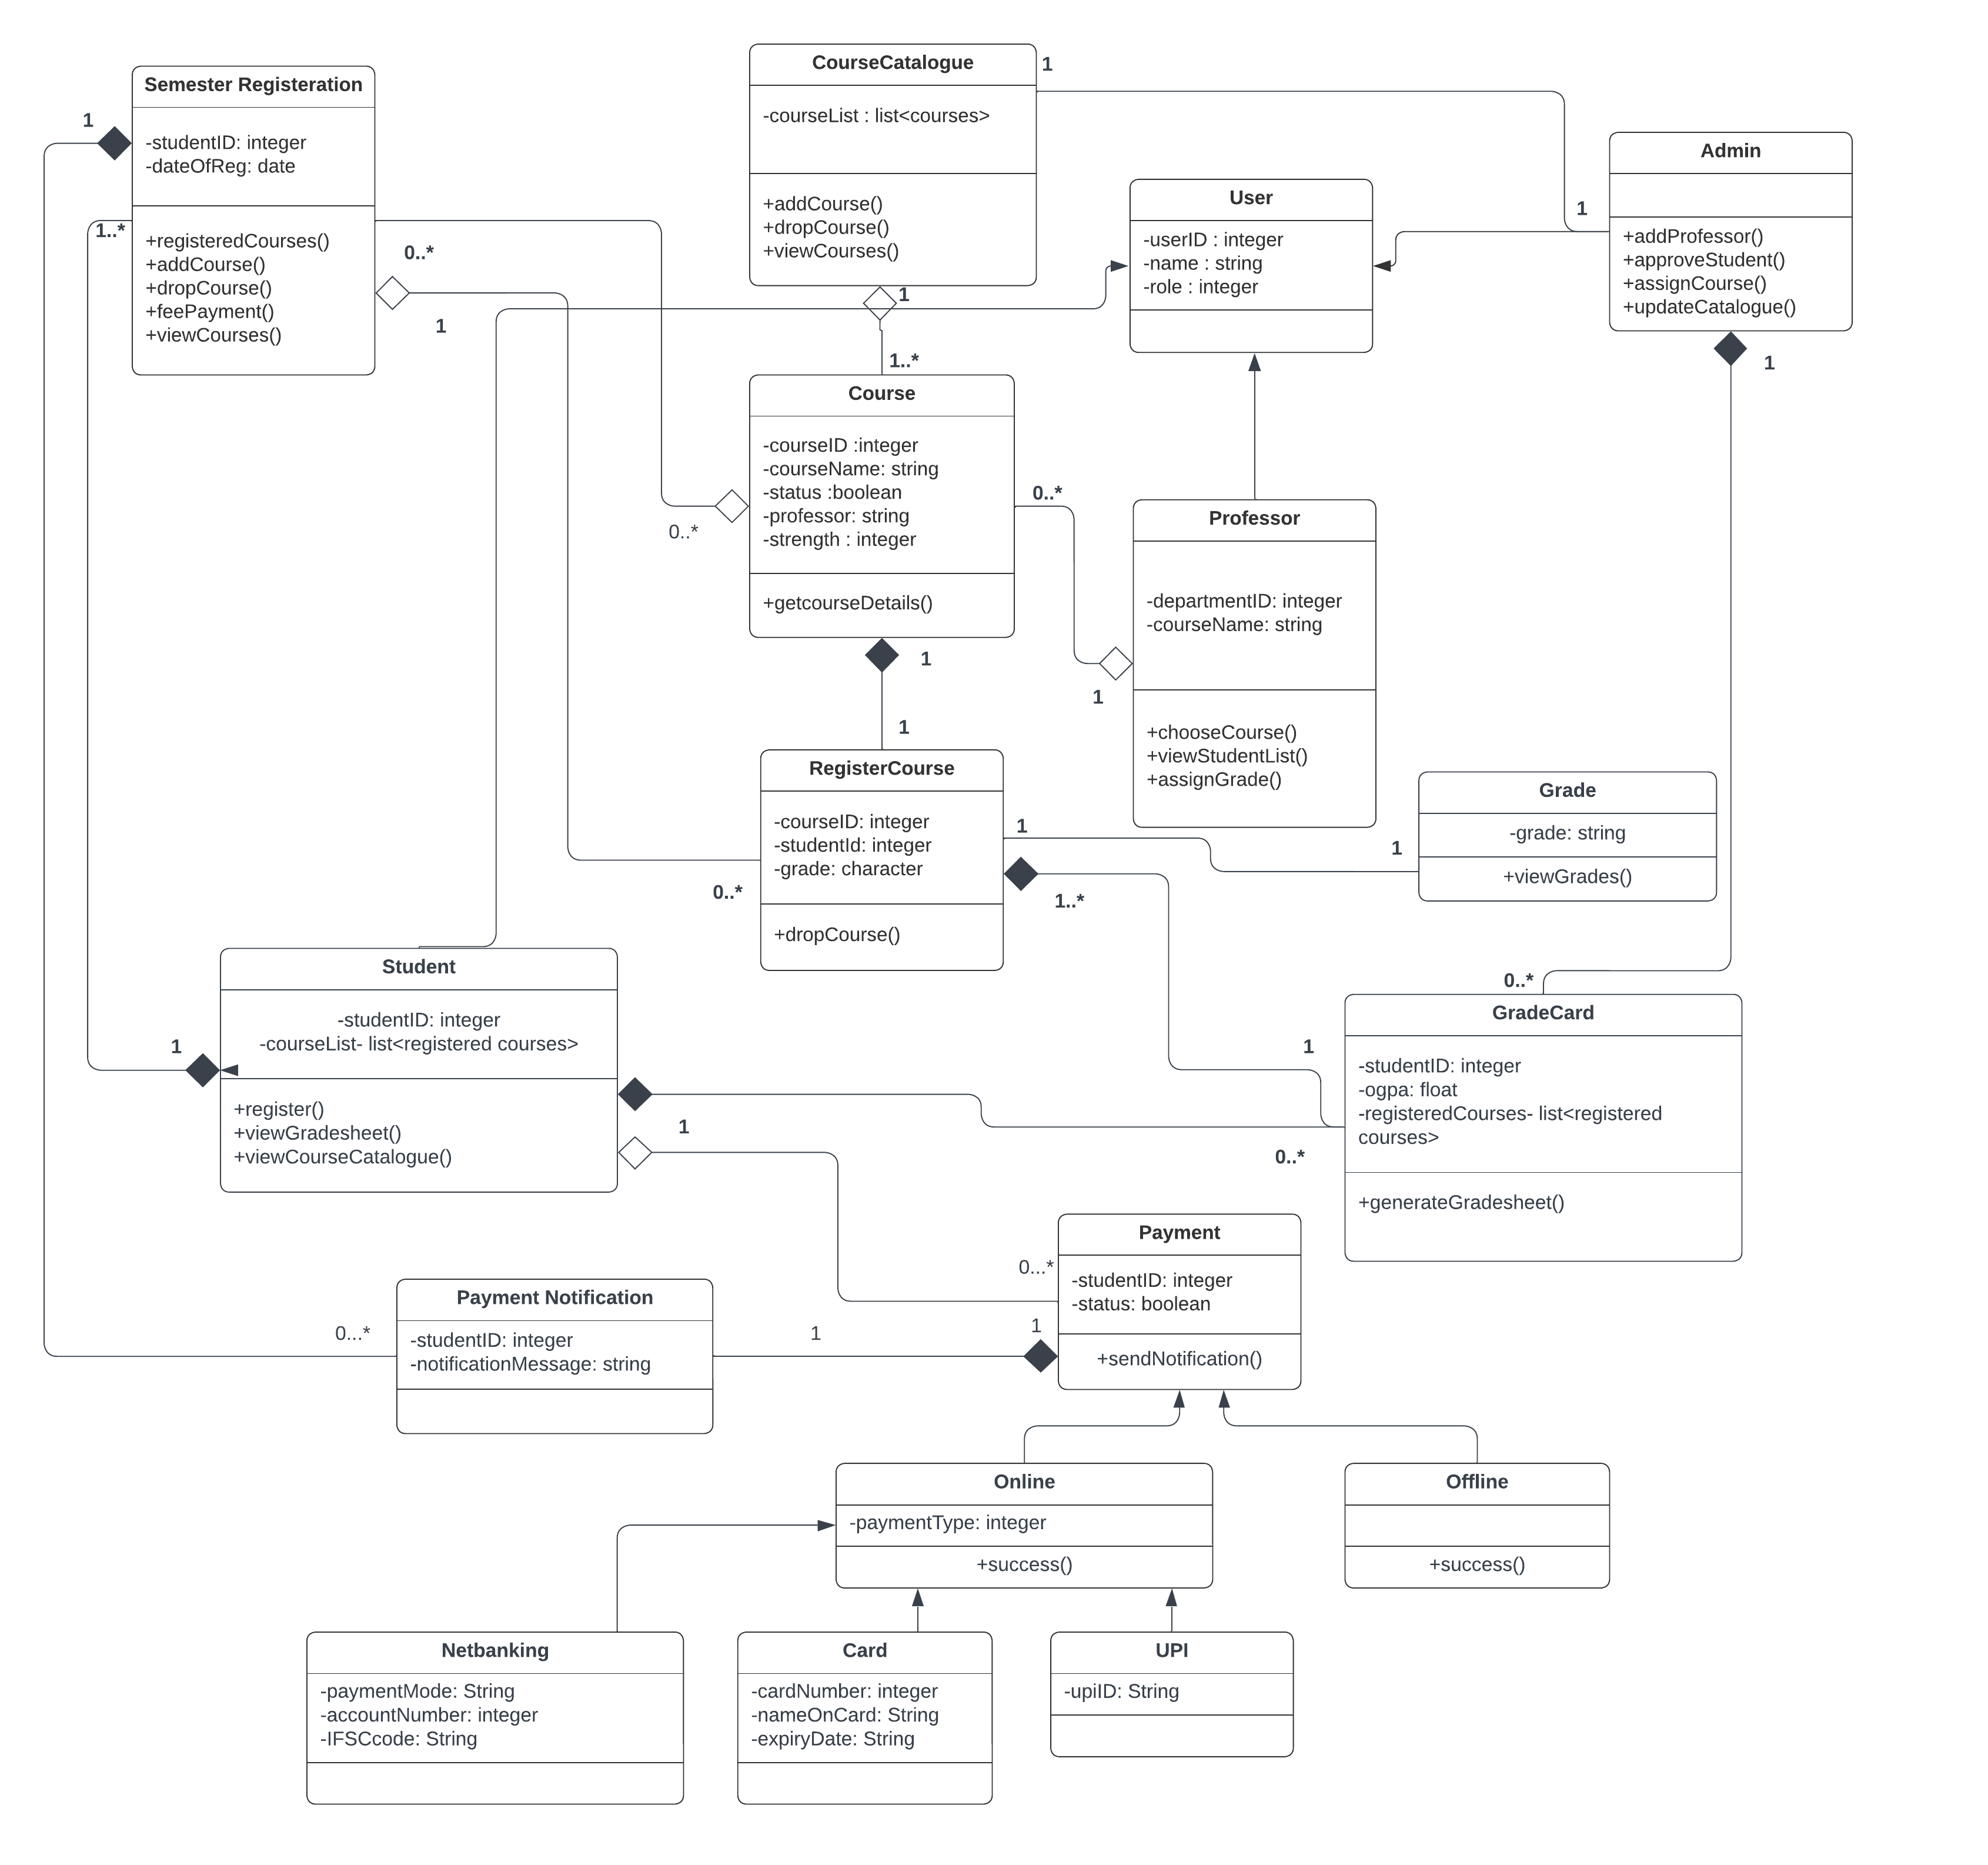 Semester Registeration
-studentID: integer
-dateOfReg: date
+registeredCourses()
+addCourse()
+dropCourse()
+feePayment()
+viewCourses()
1
1..*
0..*
1
CourseCatalogue
-courseList : list<courses>
+addCourse()
+dropCourse()
+viewCourses()
1
1
1..*
User
-userID : integer
-name : string
-role : integer
Admin
+addProfessor()
+approveStudent()
+assignCourse()
+updateCatalogue()
1
1
Course
-courseID :integer
-courseName: string
-status :boolean
-professor: string
-strength : integer
+getcourseDetails()
0..*
0..*
1
1
Professor
-departmentID: integer
-courseName: string
+chooseCourse()
+viewStudentList()
+assignGrade()
1
RegisterCourse
-courseID: integer
-studentId: integer
-grade: character
+dropCourse()
0..*
1
1..*
Grade
-grade: string
+viewGrades()
1
Student
-studentID: integer
-courseList- list<registered courses>
+register()
+viewGradesheet()
+viewCourseCatalogue()
1
1
GradeCard
-studentID: integer
-ogpa: float
-registeredCourses- list<registered
courses>
+generateGradesheet()
0..*
1
0..*
Payment
-studentID: integer
-status: boolean
+sendNotification()
0...*
1
Payment Notification
-studentID: integer
-notificationMessage: string
0...*
1
Online
-paymentType: integer
+success()
Offline
+success()
Netbanking
-paymentMode: String
-accountNumber: integer
-IFSCcode: String
Card
-cardNumber: integer
-nameOnCard: String
-expiryDate: String
UPI
-upiID: String